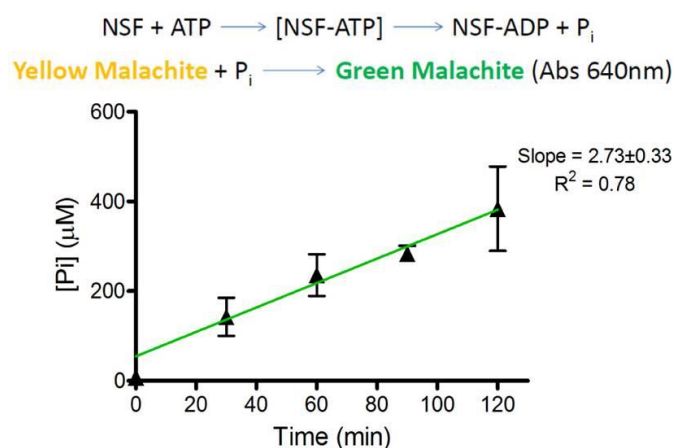 NSF + ATP → [NSF-ATP] → NSF-ADP + Pi
Yellow Malachite + Pi → Green Malachite (Abs 640nm)
600
Slope = 2.73±0.33
R² = 0.78
400
[Pi] (μM)
200
0
0 20 40 60 80 100 120
Time (min)